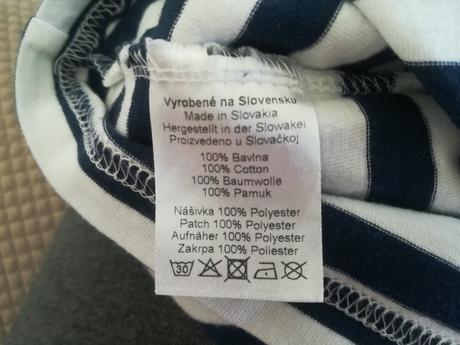 Vyrobené na Slovensku
Made in Slovakia
Hergestellt in der Slowakei
Proizvedeno u Slovačkoj
100% Bavlna
100% Cotton
100% Baumwolle
100% Pamuk
Nášivka 100% Polyester
Patch 100% Polyester
Aufnäher 100% Polyester
Zakrpa 100% Poliester
30